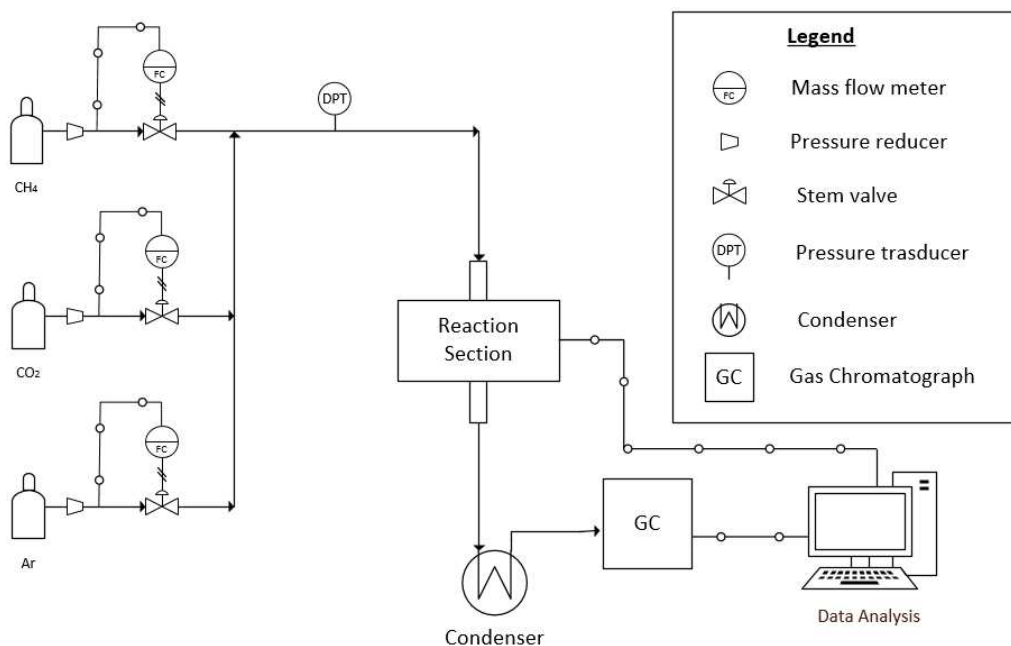 FC
CH₄
FC
CO₂
FC
Ar
DPT
Reaction
Section
Condenser
GC
Data Analysis
Legend
FC
Mass flow meter
Pressure reducer
Stem valve
DPT
Pressure trasducer
Condenser
GC
Gas Chromatograph